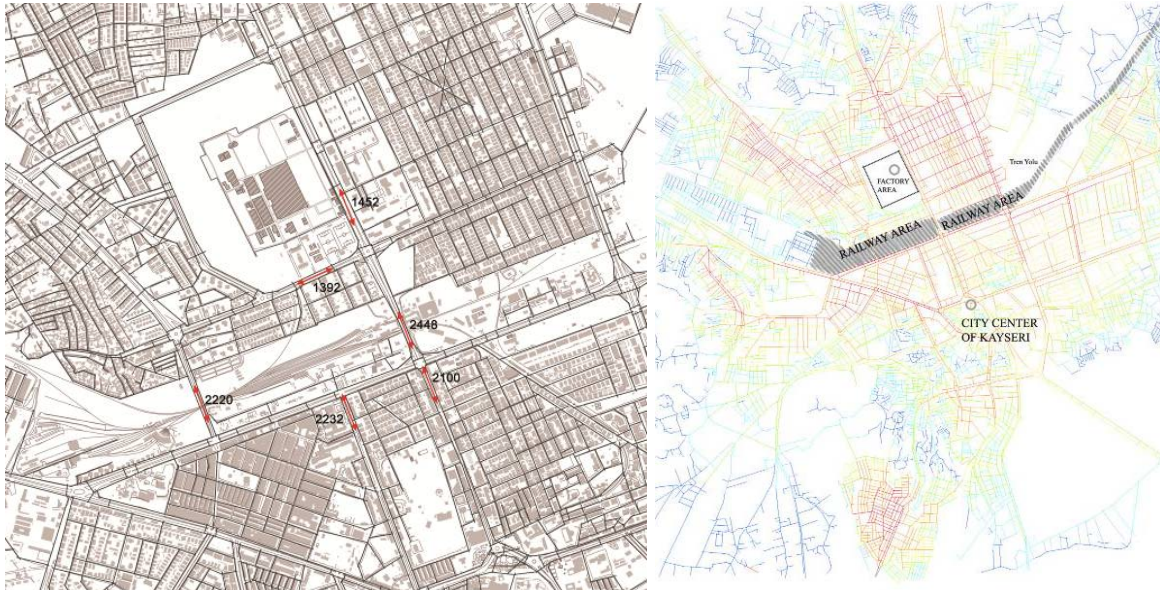 1452
1392
2448
2100
2220
2232
Tren Yolu
FACTORY
AREA
RAILWAY AREA
RAILWAY AREA
CITY CENTER
OF KAYSERI